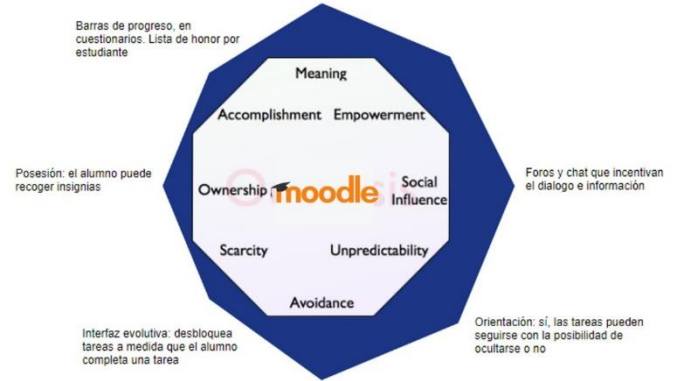 Barras de progreso, en
cuestionarios. Lista de honor por
estudiante
Meaning
Accomplishment Empowerment
Posesión: el alumno puede
recoger insignias
Ownership
moodle
Social
Influence
Foros y chat que incentivan
el dialogo e información
Scarcity
Unpredictability
Avoidance
Interfaz evolutiva: desbloquea
tareas a medida que el alumno
completa una tarea
Orientación: sí, las tareas pueden
seguirse con la posibilidad de
ocultarse o no